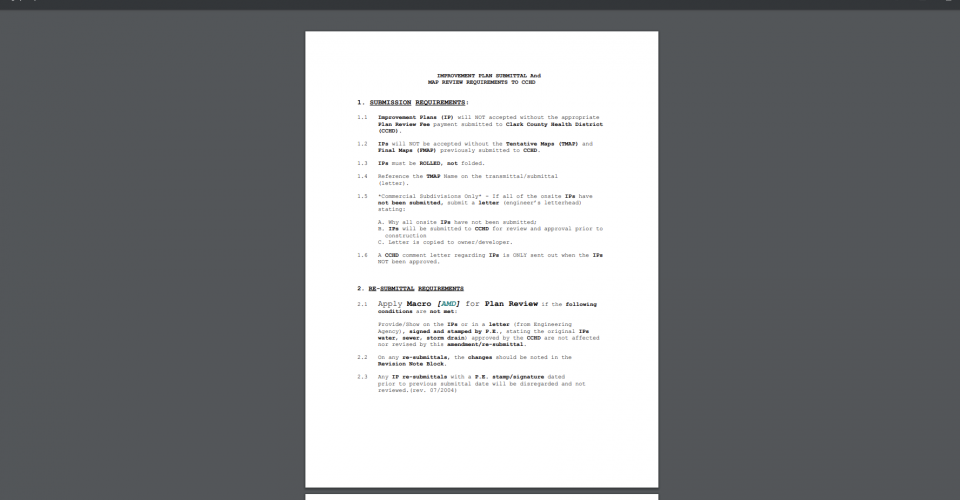 IMPROVEMENT PLAN SUBMITTAL And
MAP REVIEW REQUIREMENTS TO CCHD
1. SUBMISSION REQUIREMENTS:
1.1 Improvement Plans (IP) will NOT accepted without the appropriate
Plan Review Fee payment submitted to Clark County Health District
(CCHD).
1.2 IPs will NOT be accepted without the Tentative Maps (TMAP) and
Final Maps (FMAP) previously submitted to CCHD.
1.3 IPs must be ROLLED, not folded.
1.4 Reference the TMAP Name on the transmittal/submittal
(letter).
1.5 *Commercial Subdivisions Only* - If all of the onsite IPs have
not been submitted, submit a letter (engineer's letterhead)
stating:
A. Why all onsite IPs have not been submitted;
B. IPs will be submitted to CCHD for review and approval prior to
construction
C. Letter is copied to owner/developer.
1.6 A CCHD comment letter regarding IPs is ONLY sent out when the IPs
NOT been approved.
2. RE-SUBMITTAL REQUIREMENTS
2.1 Apply Macro [AMD] for Plan Review if the following
conditions are not met:
Provide/Show on the IPs or in a letter (from Engineering
Agency), signed and stamped by P.E., stating the original IPs
water, sewer, storm drain) approved by the CCHD are not affected
nor revised by this amendment/re-submittal.
2.2 On any re-submittals, the changes should be noted in the
Revision Note Block.
2.3 Any IP re-submittals with a P.E. stamp/signature dated
prior to previous submittal date will be disregarded and not
reviewed.(rev. 07/2004)